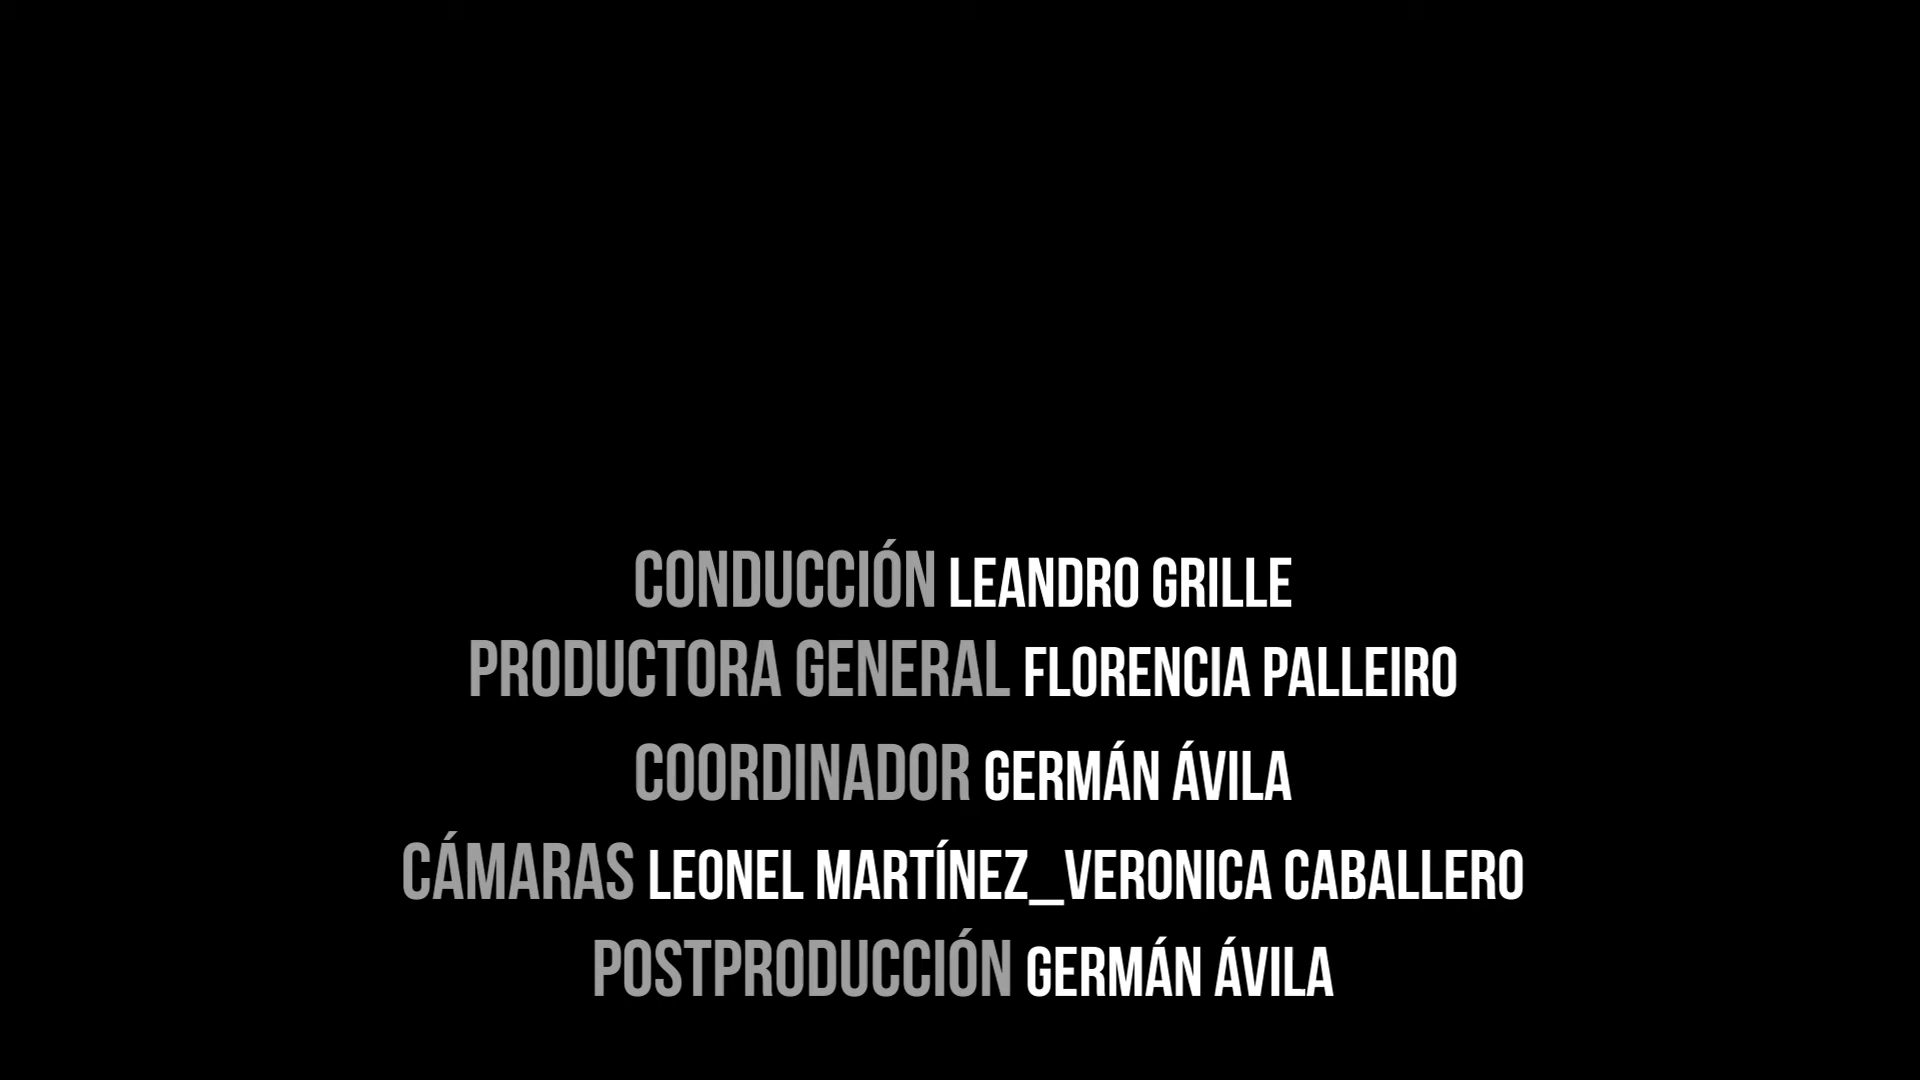 CONDUCCIÓN LEANDRO GRILLE
PRODUCTORA GENERAL FLORENCIA PALLEIRO
COORDINADOR GERMÁN ÁVILA
CÁMARAS LEONEL MARTÍNEZ_VERONICA CABALLERO
POSTPRODUCCIÓN GERMÁN ÁVILA